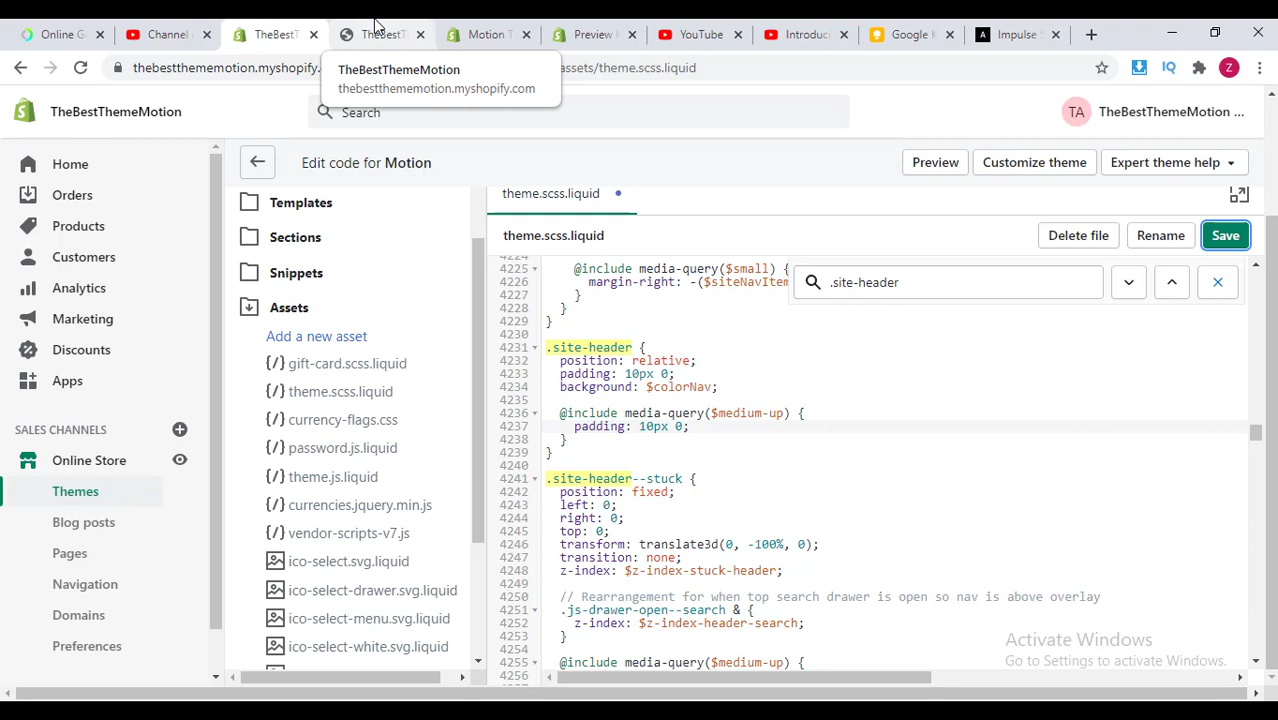 Online G
Channel
TheBestT
TheBestT
Motion T
Preview M
YouTube
Introduc
Google K
Impulse S
thebestthememotion.myshopify.
assets/theme.scss.liquid
IQ
Z
TheBestThemeMotion
thebestthememotion.myshopify.com
TheBestThemeMotion
Search
TA
TheBestThemeMotion ...
Home
Orders
Products
Customers
Analytics
Marketing
Discounts
Apps
SALES CHANNELS
Online Store
Themes
Blog posts
Pages
Navigation
Domains
Preferences
Edit code for Motion
Preview
Customize theme
Expert theme help
Templates
Sections
Snippets
Assets
Add a new asset
{/} gift-card.scss.liquid
{/} theme.scss.liquid
{/} currency-flags.css
{/} password.js.liquid
{/} theme.js.liquid
{/} currencies.jquery.min.js
{/} vendor-scripts-v7.js
ico-select.svg.liquid
ico-select-drawer.svg.liquid
ico-select-menu.svg.liquid
ico-select-white.svg.liquid
theme.scss.liquid
theme.scss.liquid
Delete file
Rename
Save
.site-header
4224
4225 @include media-query($small) {
4226 margin-right: -($siteNavItem
4227 }
4228 }
4229 }
4230
4231 .site-header {
4232 position: relative;
4233 padding: 10px 0;
4234 background: $colorNav;
4235
4236 @include media-query($medium-up) {
4237 padding: 10px 0;
4238 }
4239 }
4240
4241 .site-header--stuck {
4242 position: fixed;
4243 left: 0;
4244 right: 0;
4245 top: 0;
4246 transform: translate3d(0, -100%, 0);
4247 transition: none;
4248 z-index: $z-index-stuck-header;
4249
4250 // Rearrangement for when top search drawer is open so nav is above overlay
4251 .js-drawer-open--search & {
4252 z-index: $z-index-header-search;
4253 }
4254
4255 @include media-query($medium-up) {
4256
Activate Windows
Go to Settings to activate Windows.